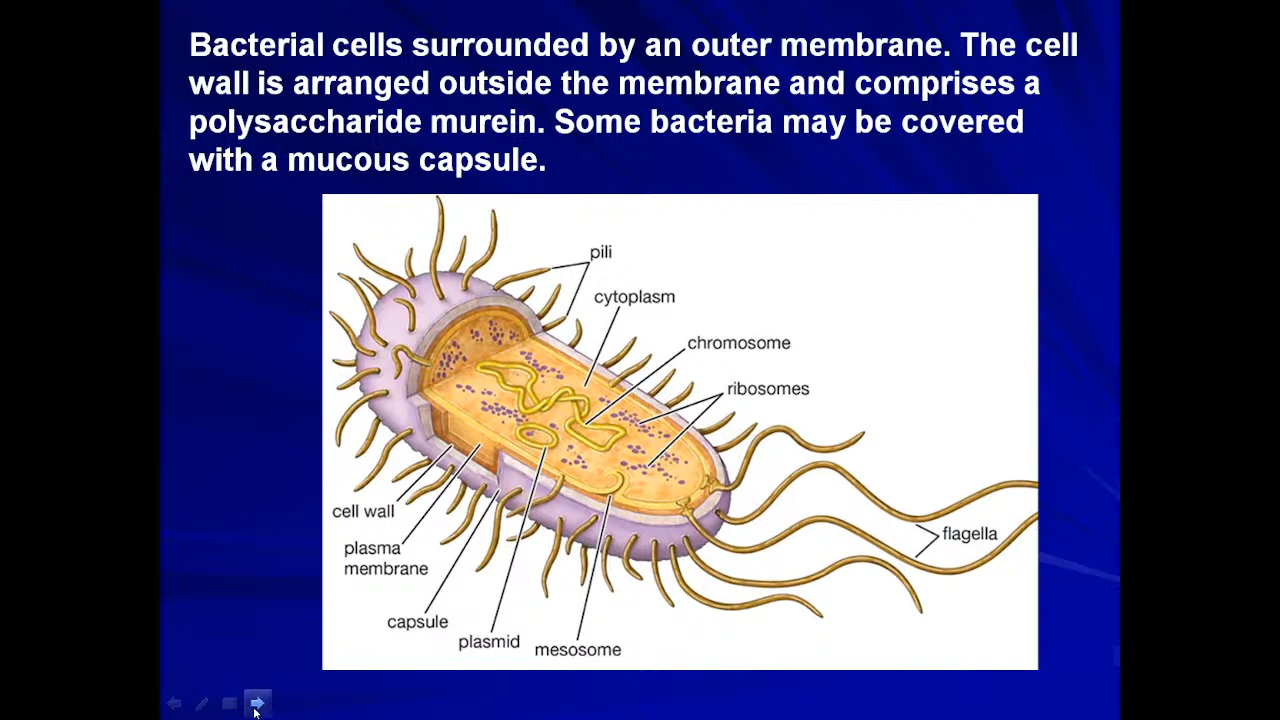 Bacterial cells surrounded by an outer membrane. The cell
wall is arranged outside the membrane and comprises a
polysaccharide murein. Some bacteria may be covered
with a mucous capsule.
pili
cytoplasm
chromosome
ribosomes
cell wall
flagella
plasma
membrane
capsule
plasmid
mesosome